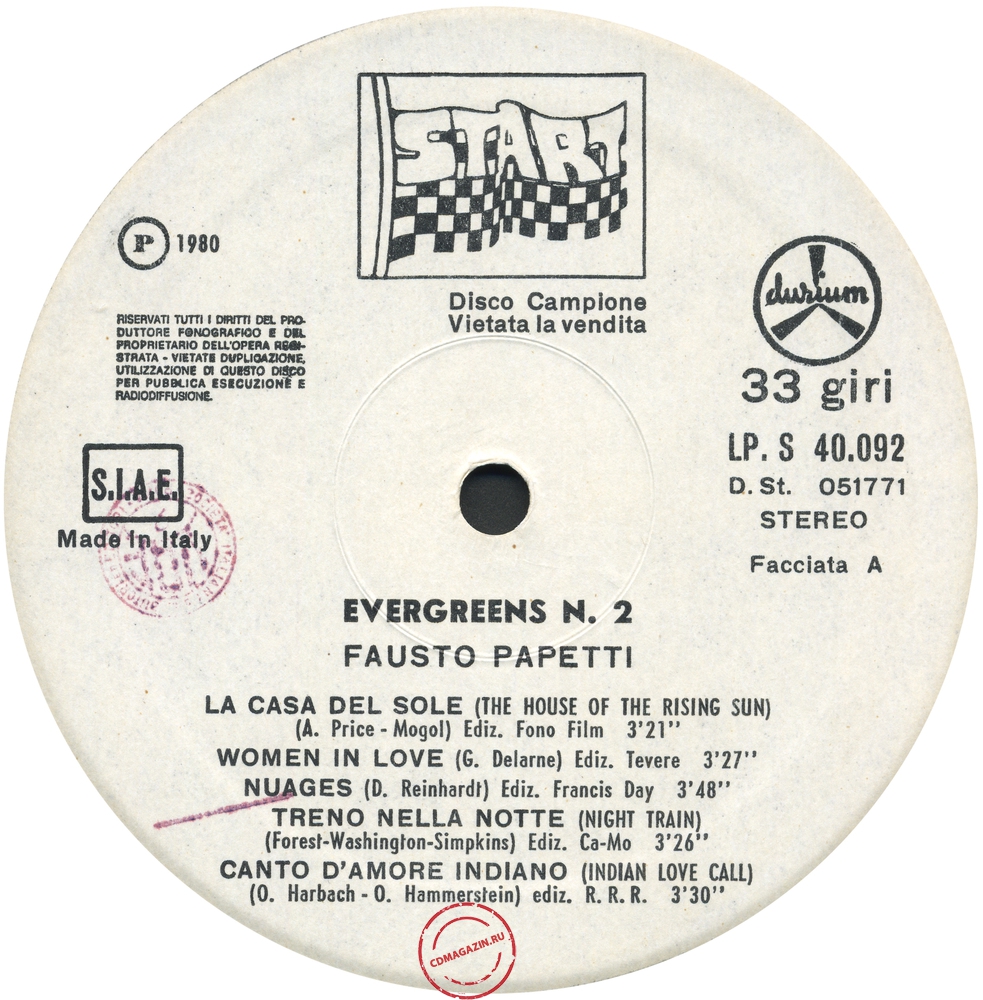 START
Disco Campione
Vietata la vendita
P 1980
RISERVATI TUTTI I DIRITTI DEL PRO-
DUTTORE FONOGRAFICO E DEL
PROPRIETARIO DELL'OPERA REGI-
STRATA - VIETATE DUPLICAZIONE,
UTILIZZAZIONE DI QUESTO DISCO
PER PUBBLICA ESECUZIONE E
RADIODIFFUSIONE.
S.I.A.E.
Made in Italy
durium
33 giri
LP. S 40.092
D. St. 051771
STEREO
Facciata A
EVERGREENS N. 2
FAUSTO PAPETTI
LA CASA DEL SOLE (THE HOUSE OF THE RISING SUN)
(A. Price - Mogol) Ediz. Fono Film 3'21''
WOMEN IN LOVE (G. Delarne) Ediz. Tevere 3'27''
NUAGES (D. Reinhardt) Ediz. Francis Day 3'48''
TRENO NELLA NOTTE (NIGHT TRAIN)
(Forest-Washington-Simpkins) Ediz. Ca-Mo 3'26''
CANTO D'AMORE INDIANO (INDIAN LOVE CALL)
(O. Harbach - O. Hammerstein) ediz. R. R. R. 3'30''
CDMAGAZIN.RU